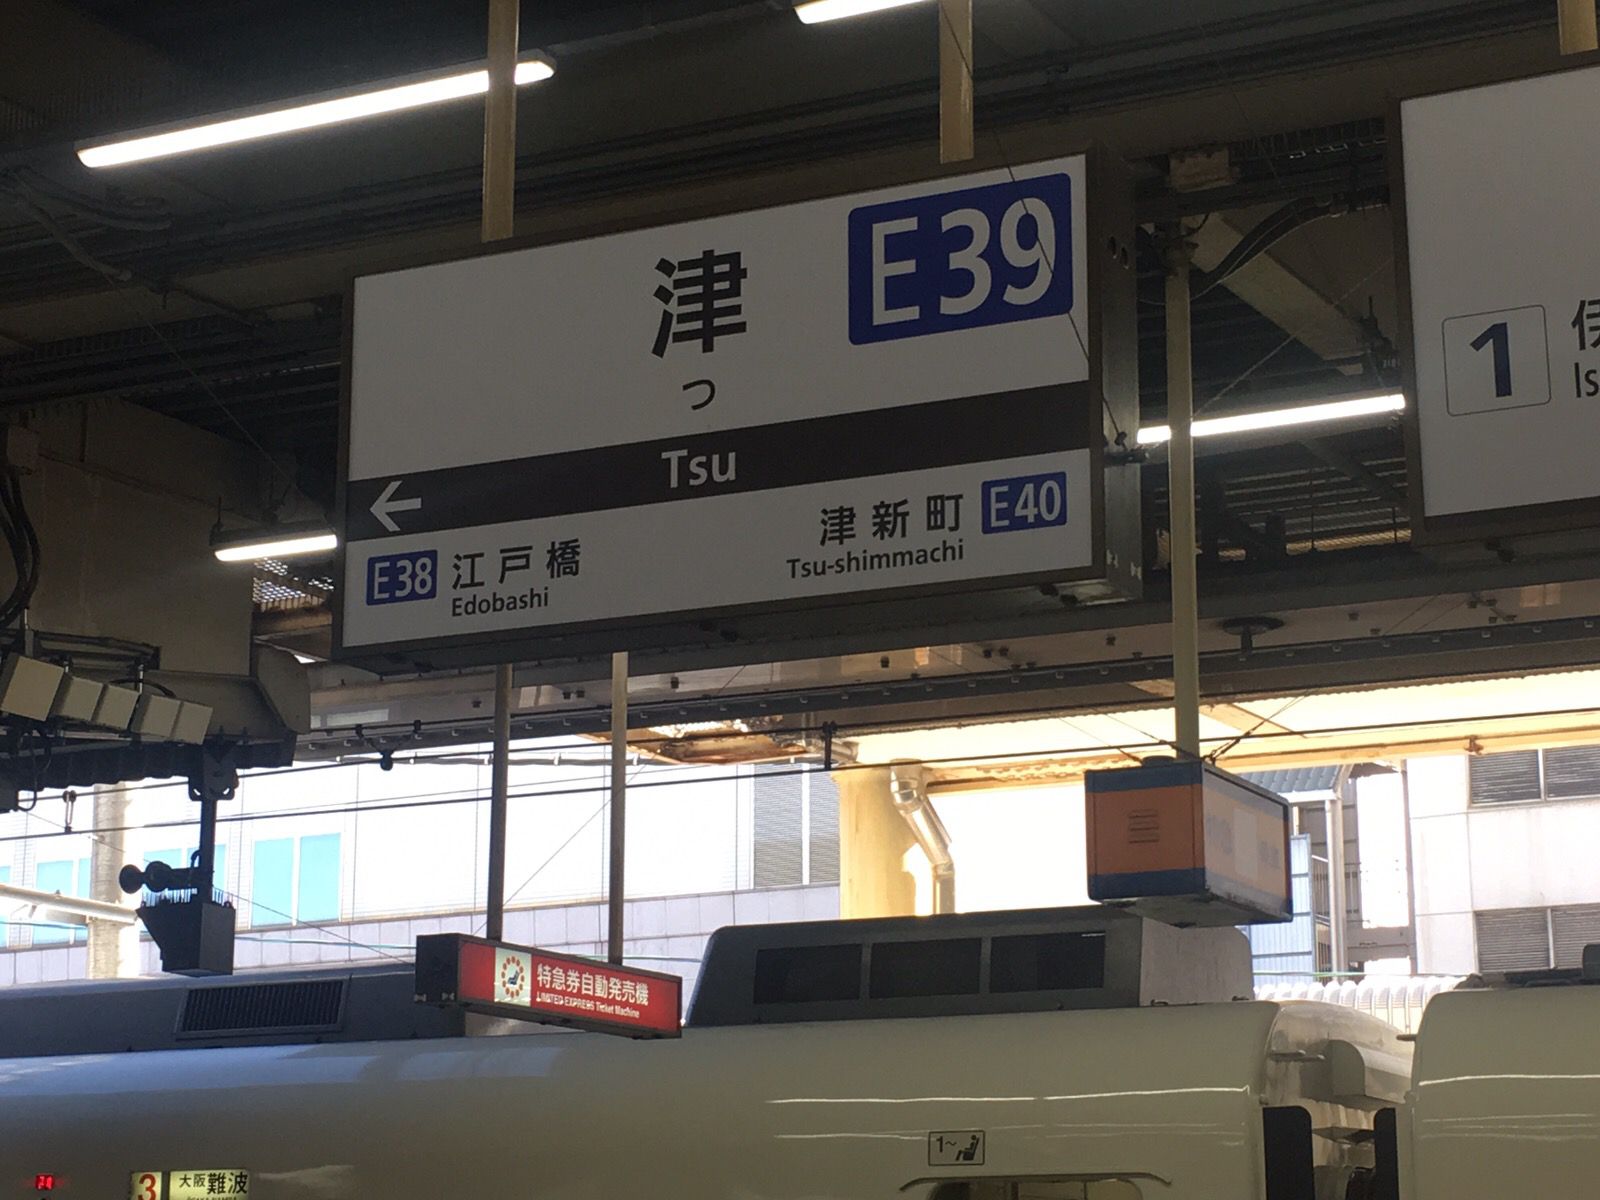 津
E39
つ
Tsu
E38 江戸橋
Edobashi
津新町 E40
Tsu-shimmachi
1
特急券自動発売機
LIMITED EXPRESS Ticket Machine
1~
3
大阪難波